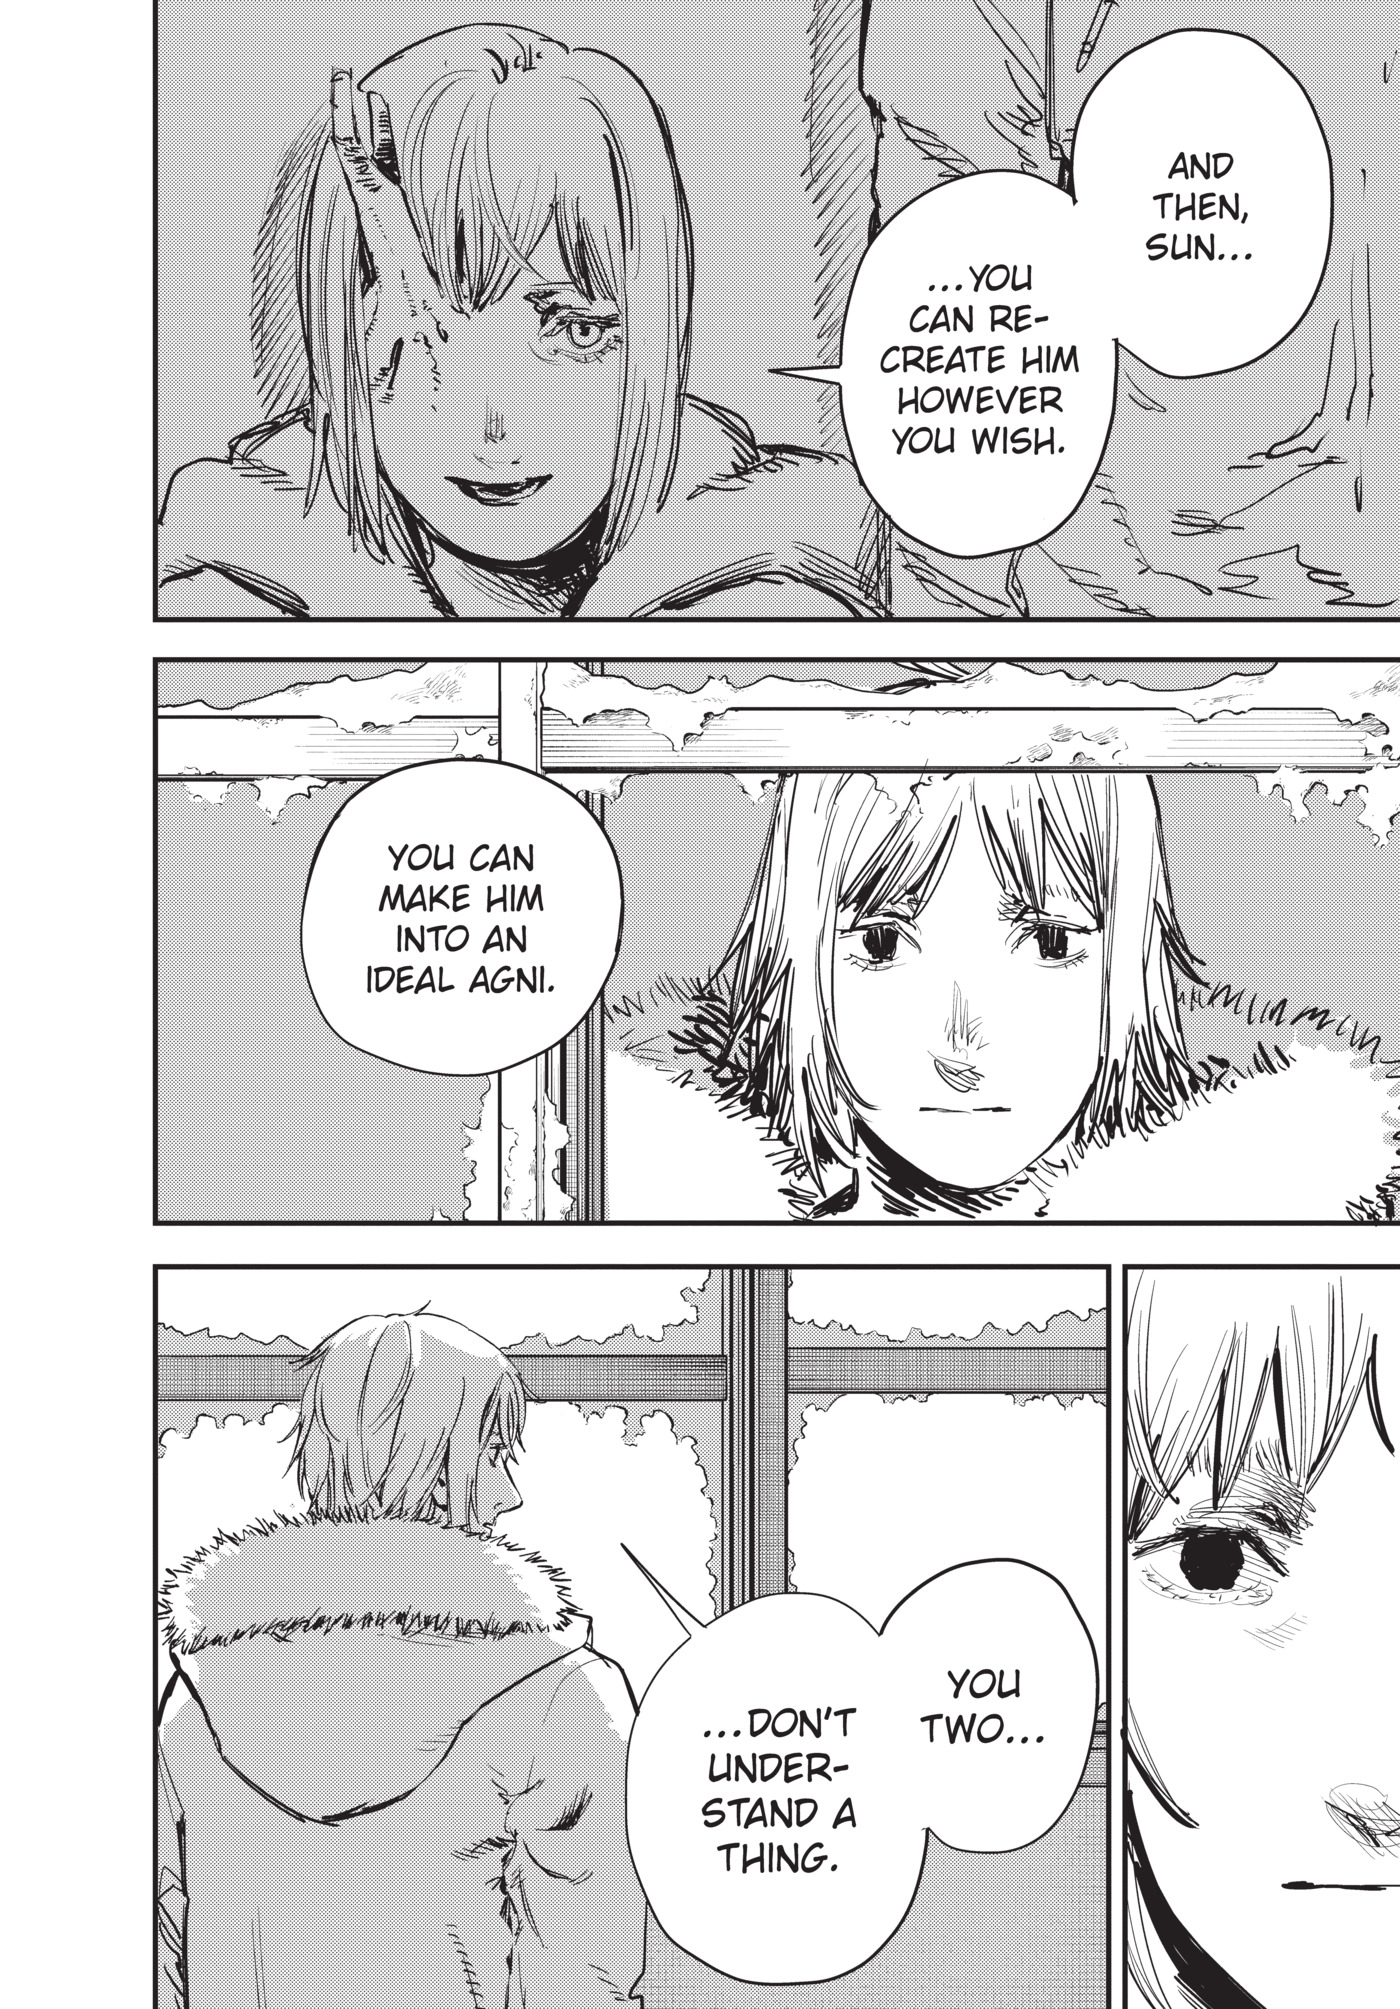 AND
THEN,
SUN...
...YOU
CAN RE-
CREATE HIM
HOWEVER
YOU WISH.
YOU CAN
MAKE HIM
INTO AN
IDEAL AGNI.
YOU
TWO...
...DON'T
UNDER-
STAND A
THING.